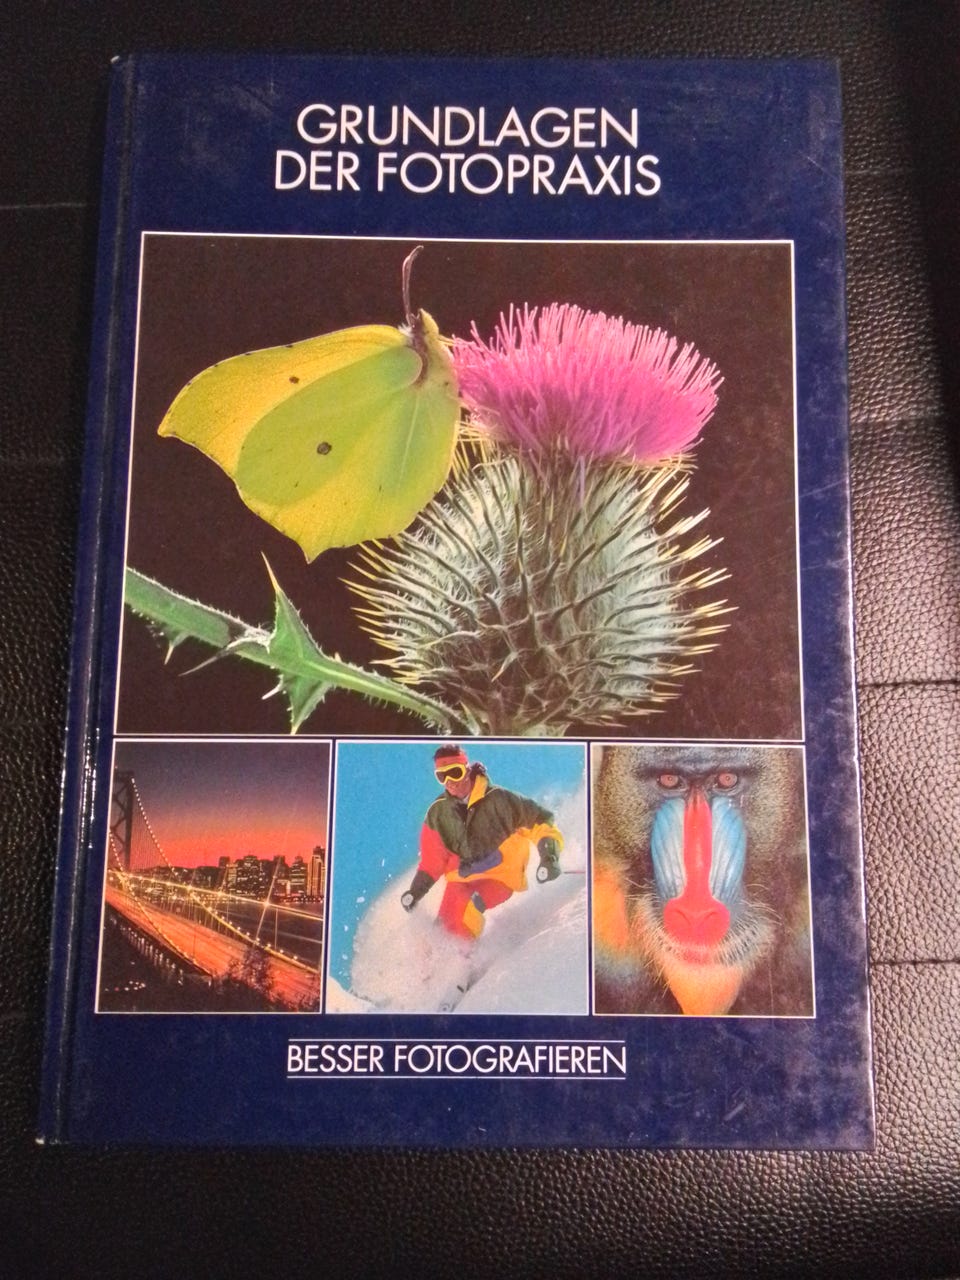 GRUNDLAGEN
DER FOTOPRAXIS
BESSER FOTOGRAFIEREN